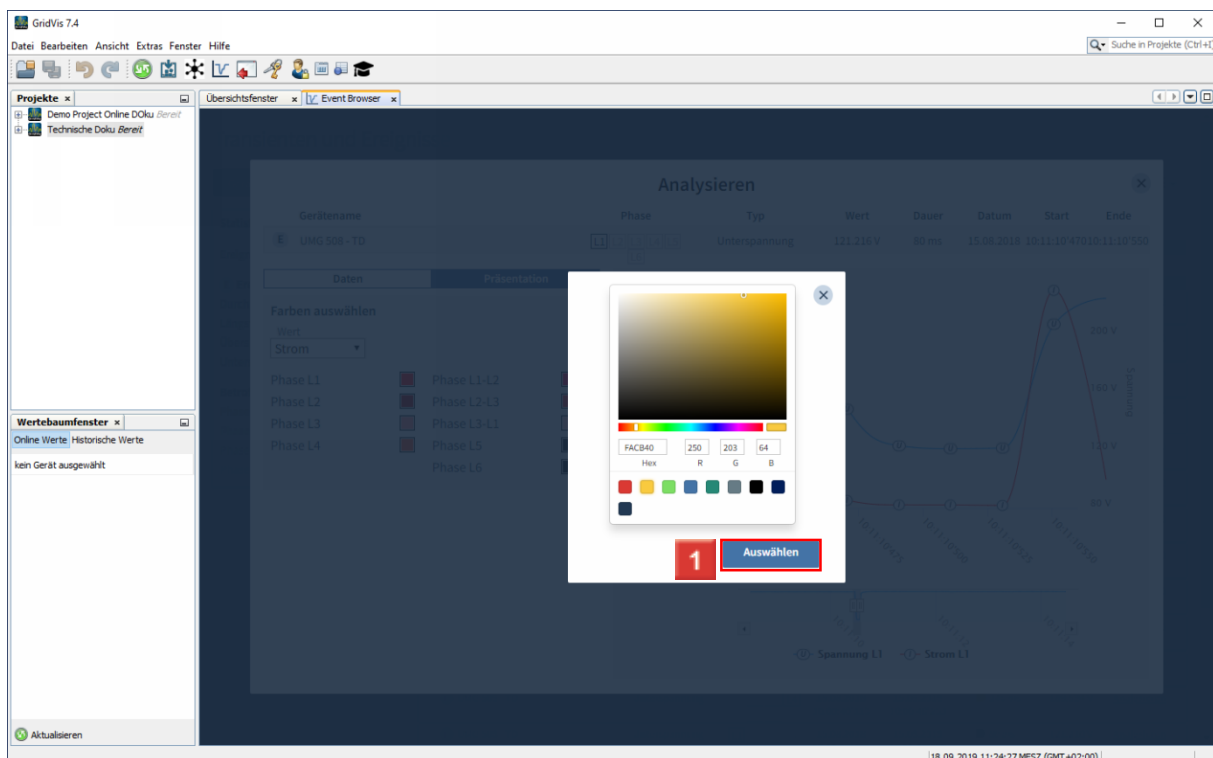 GridVis 7.4
Datei Bearbeiten Ansicht Extras Fenster Hilfe
Suche in Projekte (Ctrl+I)
Projekte
Demo Project Online DOku Bereit
Technische Doku Bereit
Übersichtsfenster Event Browser
Analysieren
Gerätename Phase Typ Wert Dauer Datum Start Ende
E UMG 508 - TD L1 Unterspannung 121.216 V 80 ms
Daten Präsentation
Farben auswählen
Wert
Strom
Phase L1 Phase L1-L2
Phase L2 Phase L2-L3
Phase L3 Phase L3-L1
Phase L4 Phase L5
Phase L6
FACB40 250 203 64
Hex R G B
1 Auswählen
Spannung
200 V
60 V
Spannung L1 Strom L1
Wertebaumfenster
Online Werte Historische Werte
kein Gerät ausgewählt
Aktualisieren
18.09.2019 11:24:27 MESZ (GMT+02:00)